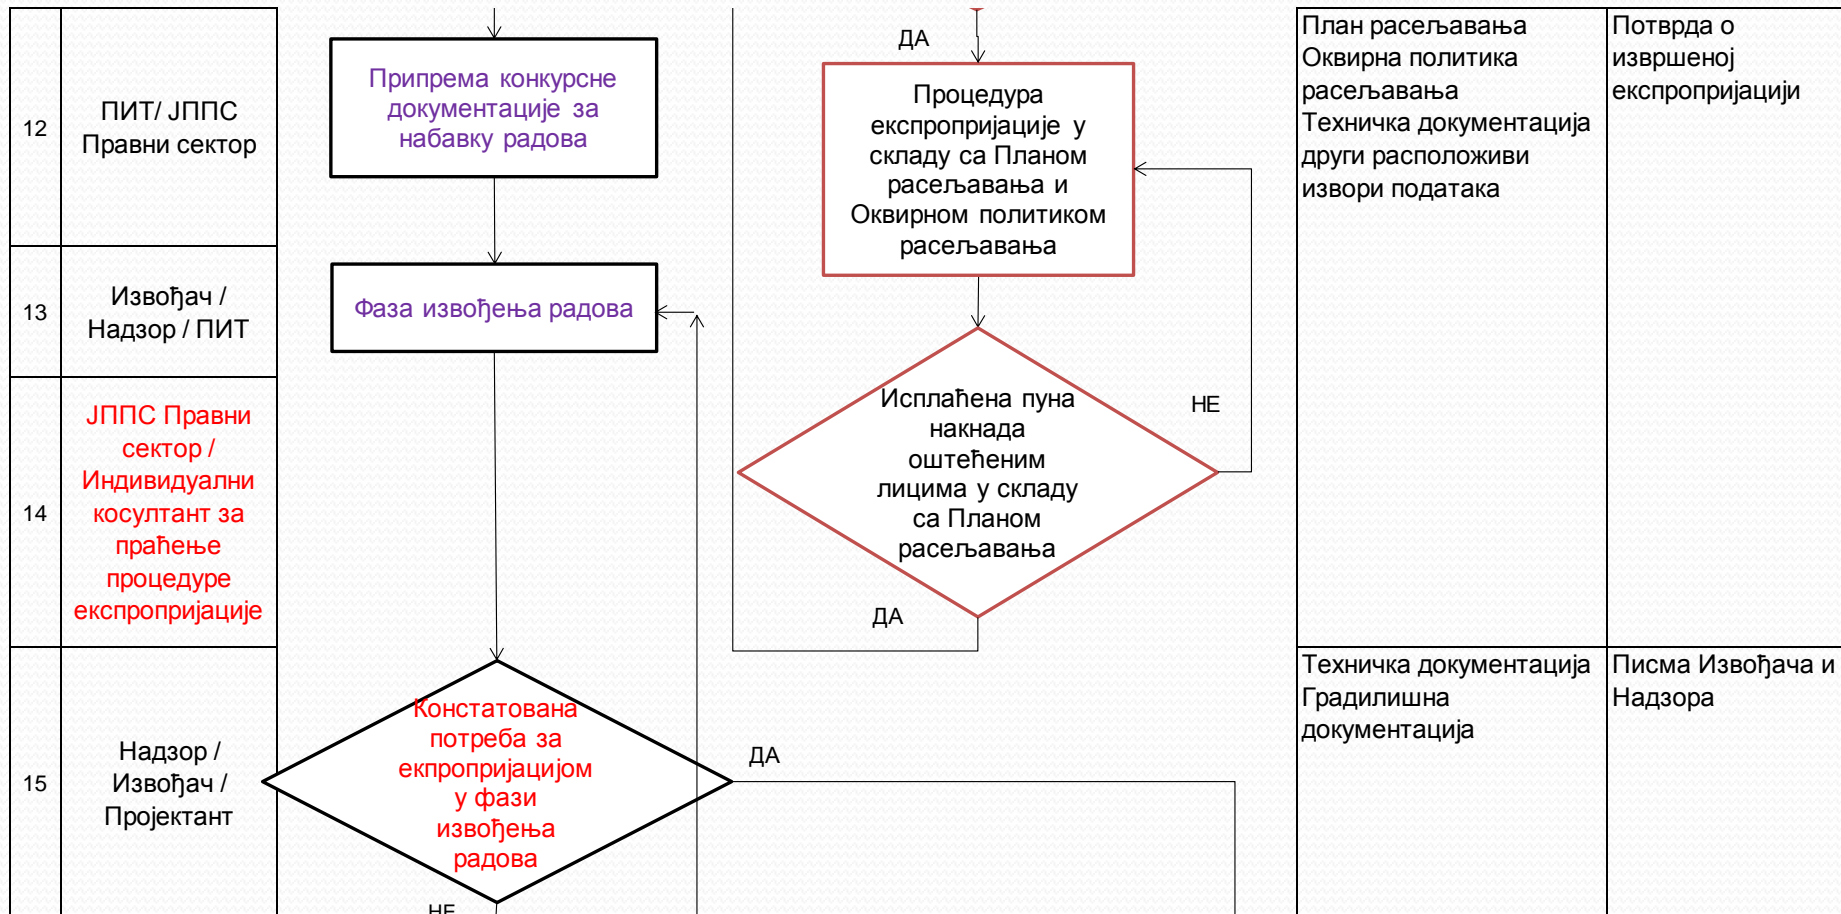 12
ПИТ/ ЈППС
Правни сектор
Припрема конкурсне
документације за
набавку радова
ДА
Процедура
експропријације у
складу са Планом
расељавања и
Оквирном политиком
расељавања
План расељавања
Оквирна политика
расељавања
Техничка документација
други расположиви
извори података
Потврда о
извршеној
експропријацији
13
Извођач /
Надзор / ПИТ
Фаза извођења радова
14
ЈППС Правни
сектор /
Индивидуални
косултант за
праћење
процедуре
експропријације
Исплаћена пуна
накнада
оштећеним
лицима у складу
са Планом
расељавања
НЕ
ДА
15
Надзор /
Извођач /
Пројектант
Констатована
потреба за
екпропријацијом
у фази
извођења
радова
ДА
НЕ
Техничка документација
Градилишна
документација
Писма Извођача и
Надзора